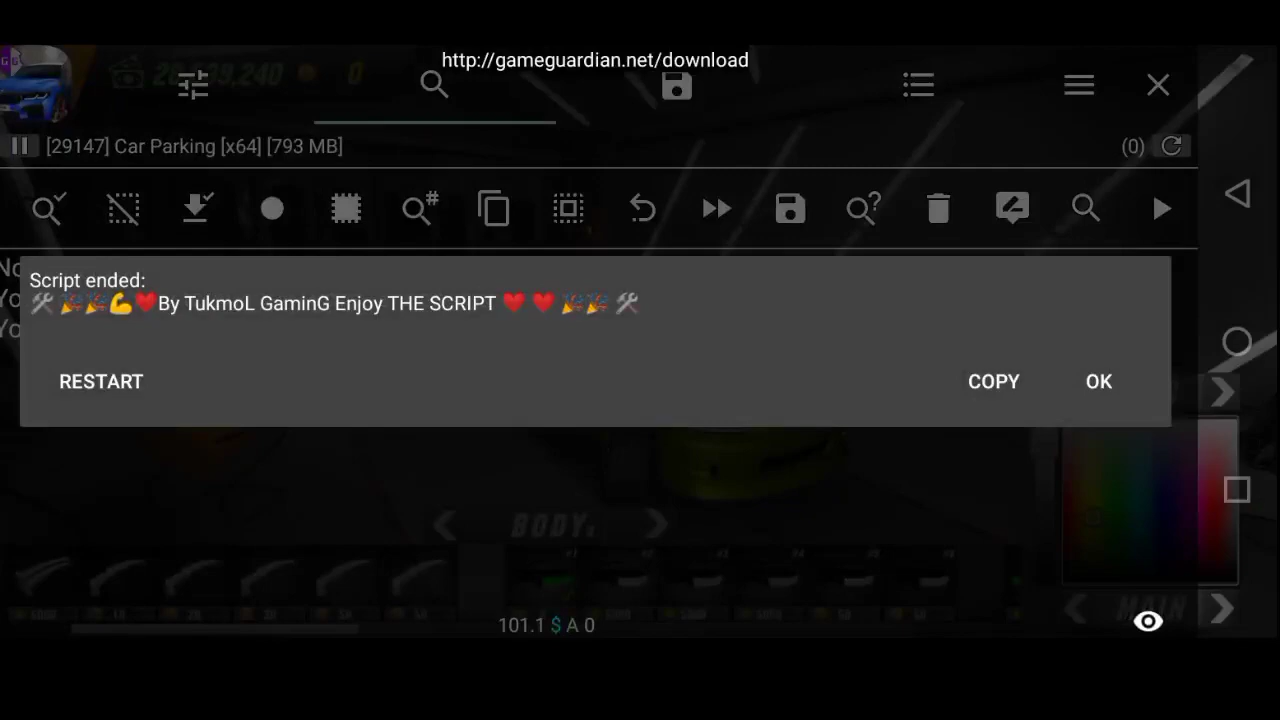 http://gameguardian.net/download
0
[29147] Car Parking [x64] [793 MB]
(0)
Script ended:
🛠 🎉🎉💪❤️By TukmoL GaminG Enjoy THE SCRIPT ❤️ ❤️ 🎉🎉 🛠
RESTART
COPY
OK
BODY
MAIN
101.1 $ A 0